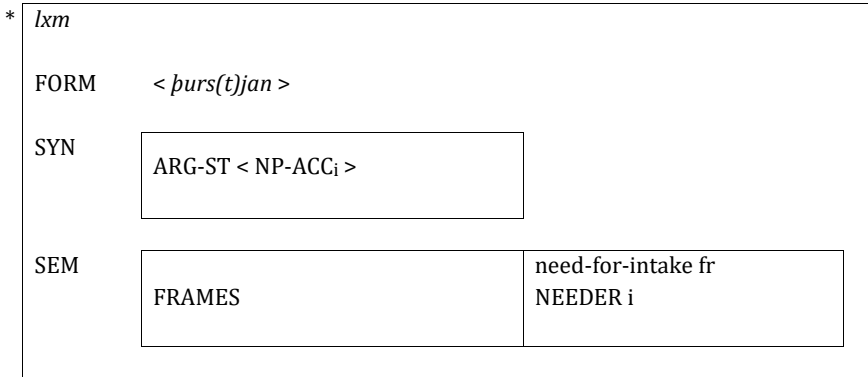 * lxm
FORM < þurs(t)jan >
SYN
ARG-ST < NP-ACCi >
SEM
need-for-intake fr
FRAMES NEEDER i